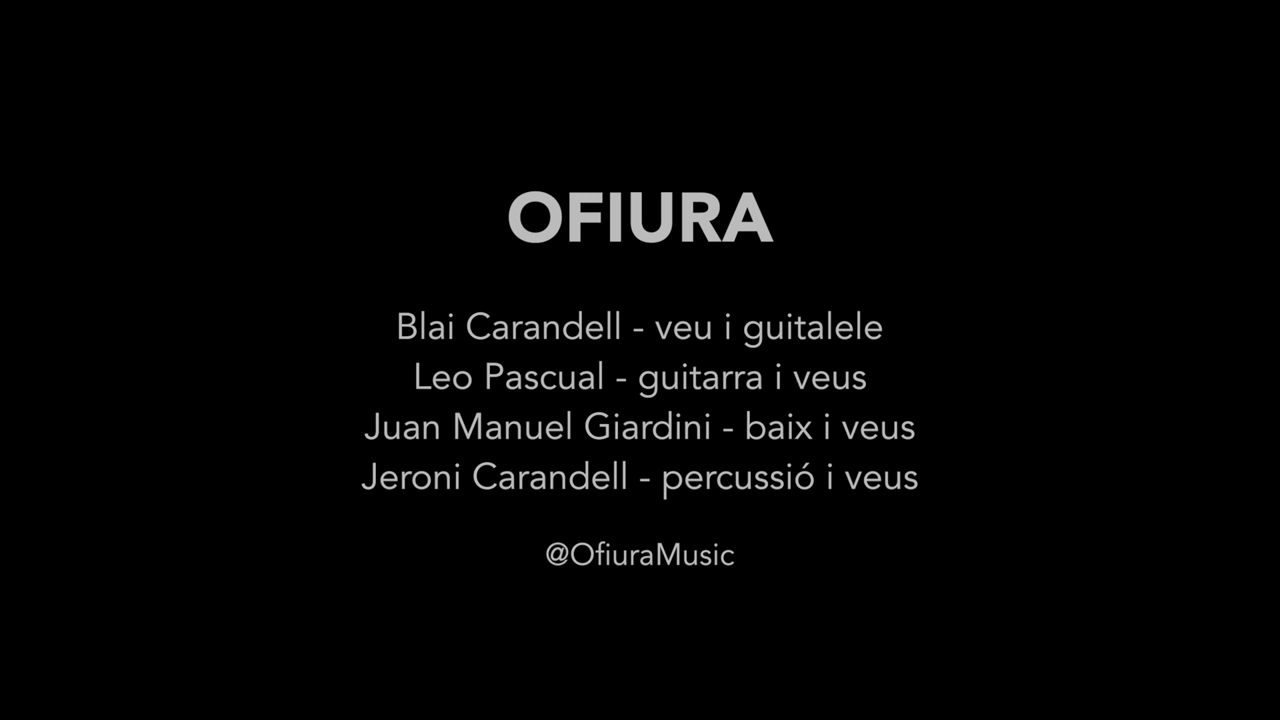 OFIURA
Blai Carandell - veu i guitalele
Leo Pascual - guitarra i veus
Juan Manuel Giardini - baix i veus
Jeroni Carandell - percussió i veus
@OfiuraMusic